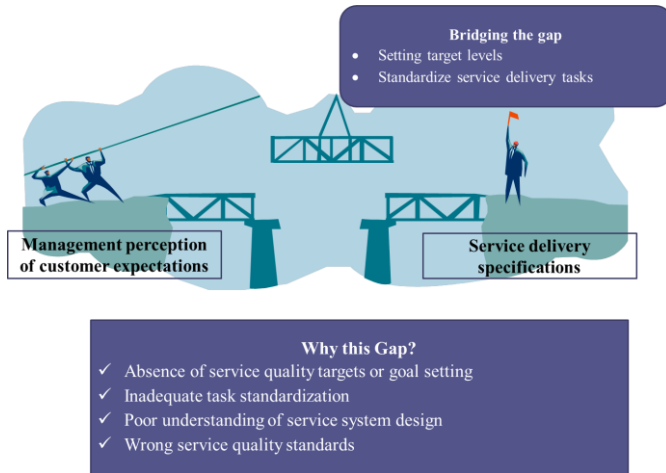 Bridging the gap
• Setting target levels
• Standardize service delivery tasks
Management perception
of customer expectations
Service delivery
specifications
Why this Gap?
✓ Absence of service quality targets or goal setting
✓ Inadequate task standardization
✓ Poor understanding of service system design
✓ Wrong service quality standards